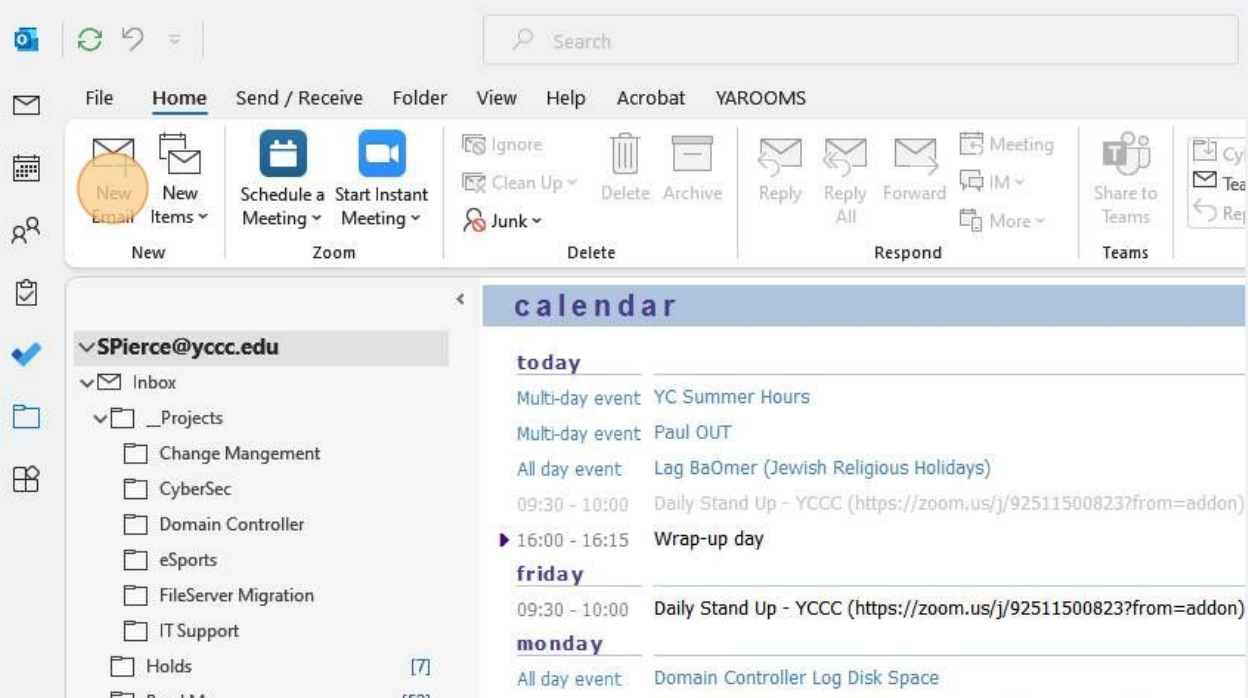 Search
File Home Send / Receive Folder View Help Acrobat YAROOMS
New Email
New Items
Schedule a Meeting
Start Instant Meeting
Ignore
Clean Up
Junk
Delete
Archive
Reply
Reply All
Forward
Meeting
IM
More
Share to Teams
New
Zoom
Delete
Respond
Teams
SPierce@yccc.edu
Inbox
__Projects
Change Mangement
CyberSec
Domain Controller
eSports
FileServer Migration
IT Support
Holds [7]
calendar
today
Multi-day event YC Summer Hours
Multi-day event Paul OUT
All day event Lag BaOmer (Jewish Religious Holidays)
09:30 - 10:00 Daily Stand Up - YCCC (https://zoom.us/j/92511500823?from=addon)
16:00 - 16:15 Wrap-up day
friday
09:30 - 10:00 Daily Stand Up - YCCC (https://zoom.us/j/92511500823?from=addon)
monday
All day event Domain Controller Log Disk Space